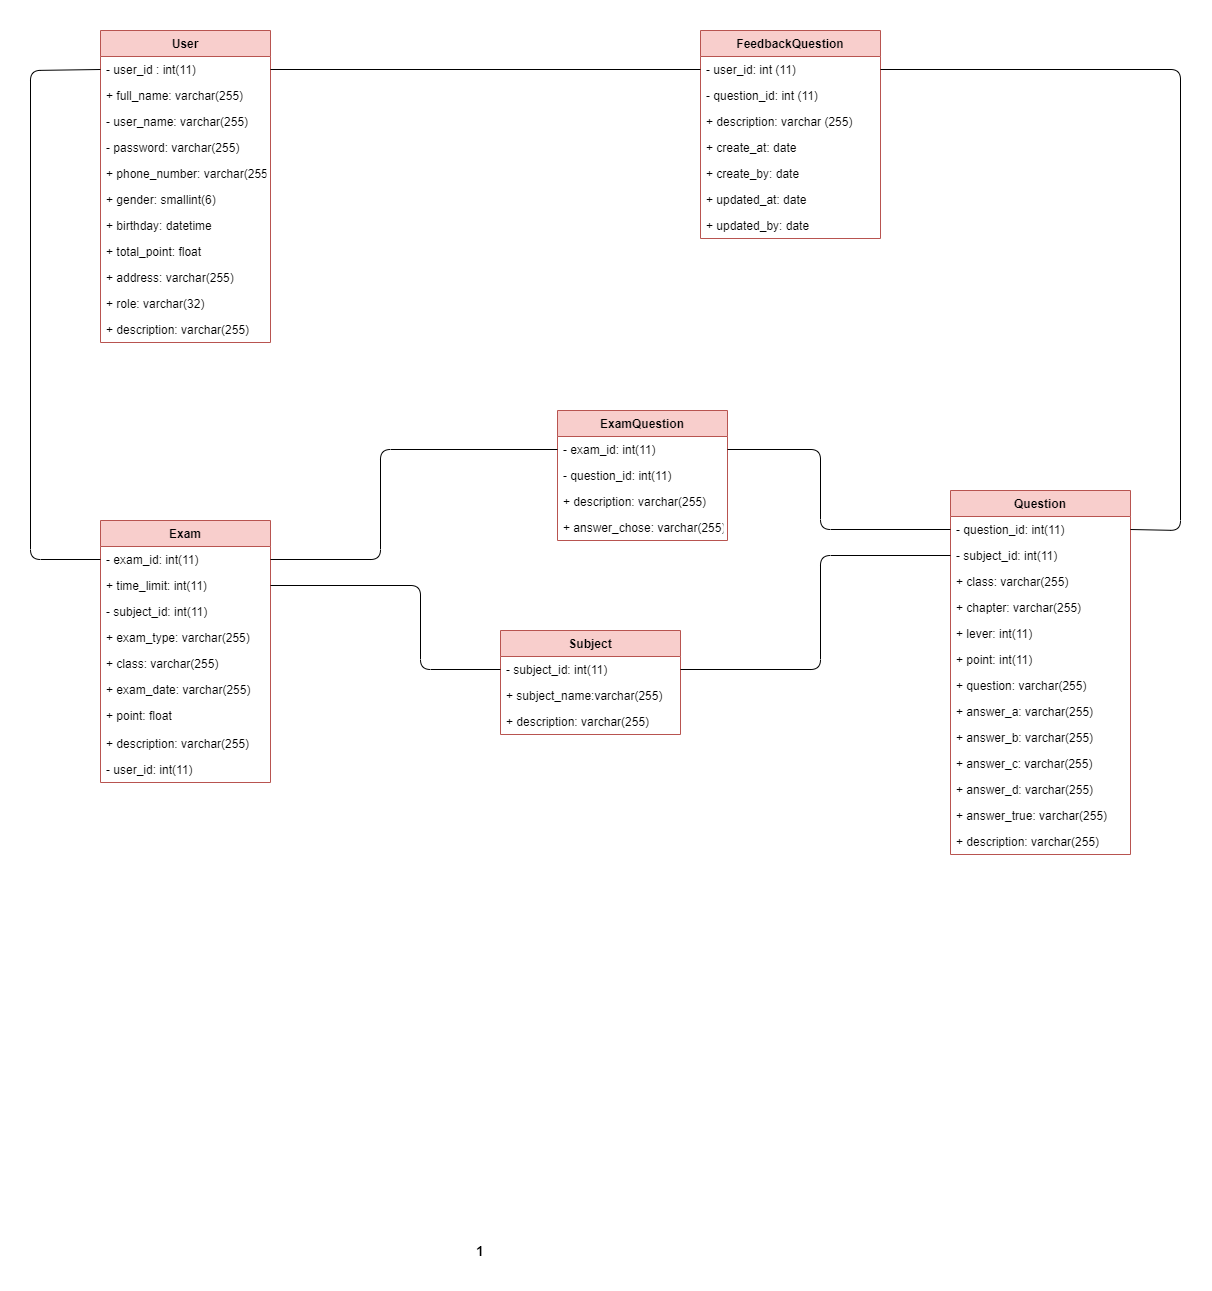 User
- user_id : int(11)
+ full_name: varchar(255)
- user_name: varchar(255)
- password: varchar(255)
+ phone_number: varchar(255
+ gender: smallint(6)
+ birthday: datetime
+ total_point: float
+ address: varchar(255)
+ role: varchar(32)
+ description: varchar(255)
FeedbackQuestion
- user_id: int (11)
- question_id: int (11)
+ description: varchar (255)
+ create_at: date
+ create_by: date
+ updated_at: date
+ updated_by: date
ExamQuestion
- exam_id: int(11)
- question_id: int(11)
+ description: varchar(255)
+ answer_chose: varchar(255)
Exam
- exam_id: int(11)
+ time_limit: int(11)
- subject_id: int(11)
+ exam_type: varchar(255)
+ class: varchar(255)
+ exam_date: varchar(255)
+ point: float
+ description: varchar(255)
- user_id: int(11)
Subject
- subject_id: int(11)
+ subject_name:varchar(255)
+ description: varchar(255)
Question
- question_id: int(11)
- subject_id: int(11)
+ class: varchar(255)
+ chapter: varchar(255)
+ lever: int(11)
+ point: int(11)
+ question: varchar(255)
+ answer_a: varchar(255)
+ answer_b: varchar(255)
+ answer_c: varchar(255)
+ answer_d: varchar(255)
+ answer_true: varchar(255)
+ description: varchar(255)
1